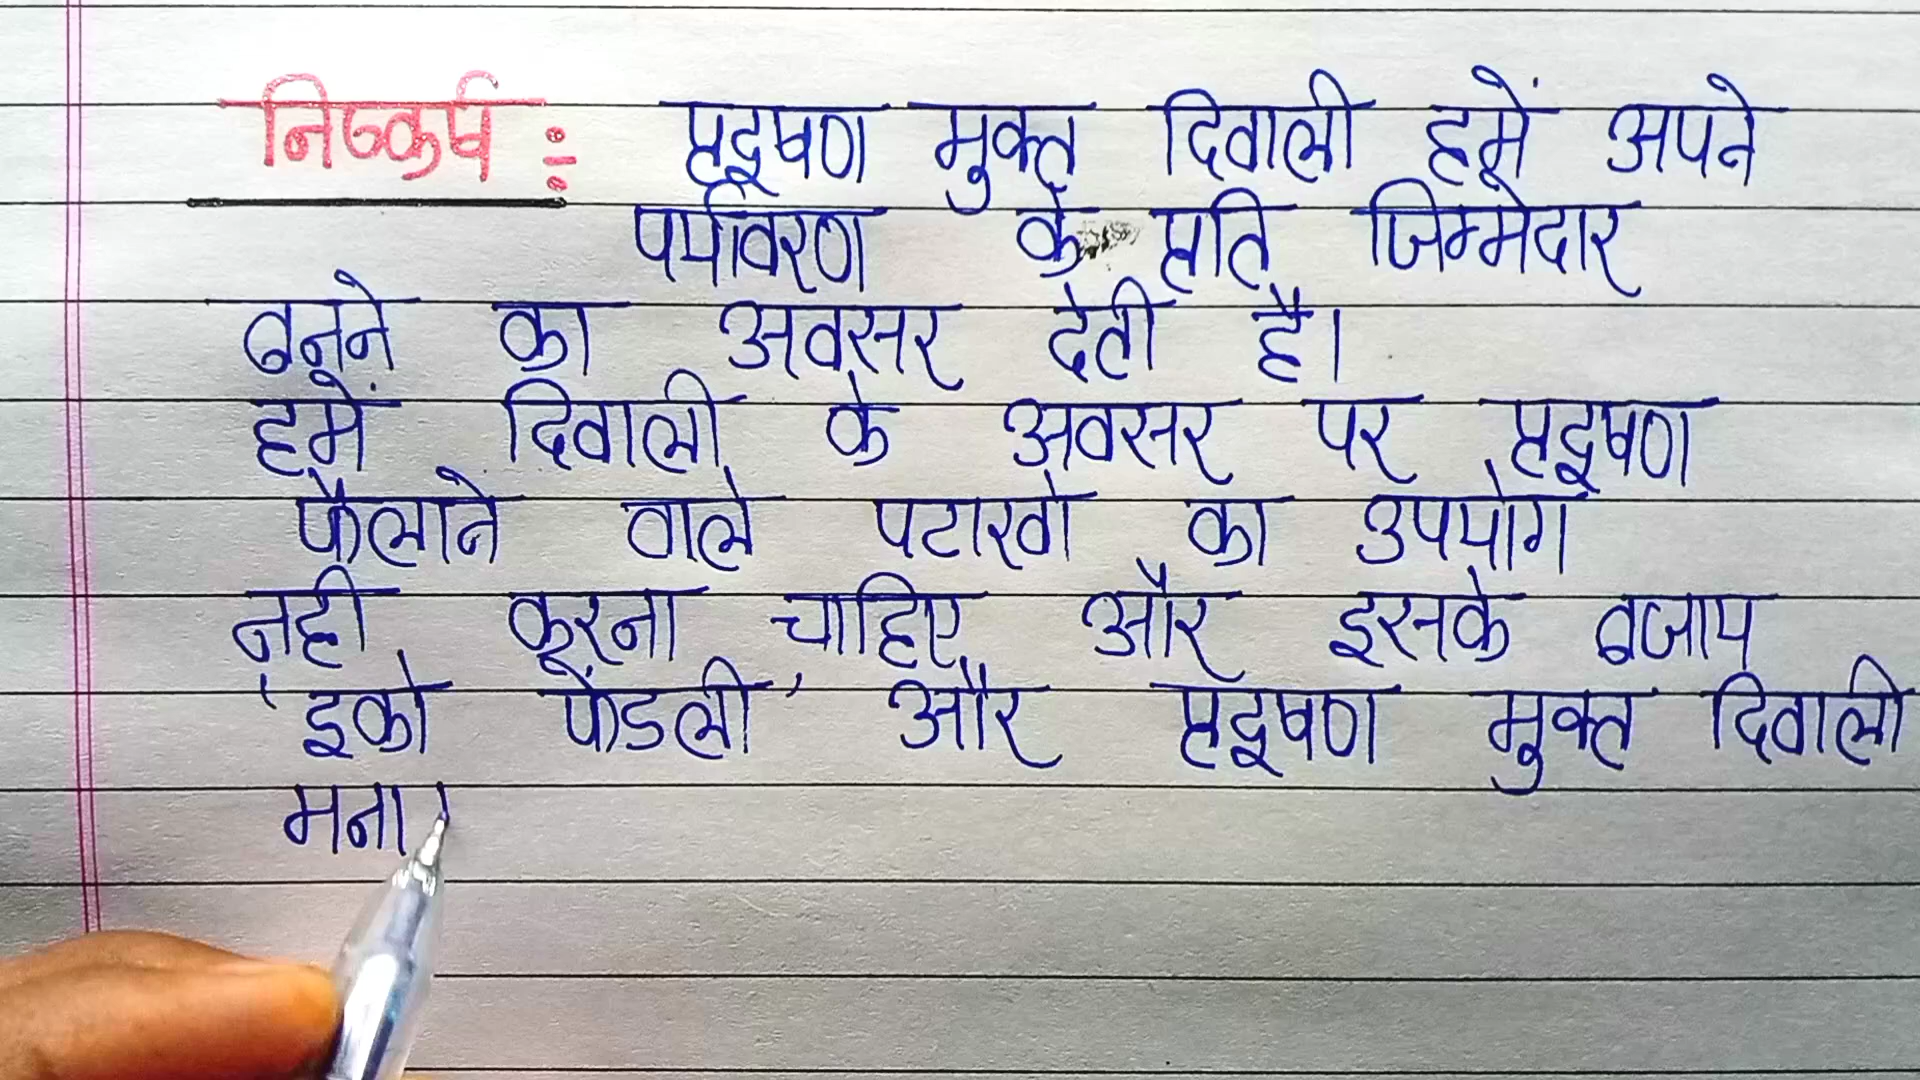 निष्कर्ष :- प्रदूषण मुक्त दिवाली हमें अपने
पर्यावरण के प्रति जिम्मेदार
बनने का अवसर देती है।
हमें दिवाली के अवसर पर प्रदूषण
फैलाने वाले पटाखो का उपयोग
नही करना चाहिए और इसके बजाय
'इको फेंडली' और प्रदूषण मुक्त दिवाली
मना